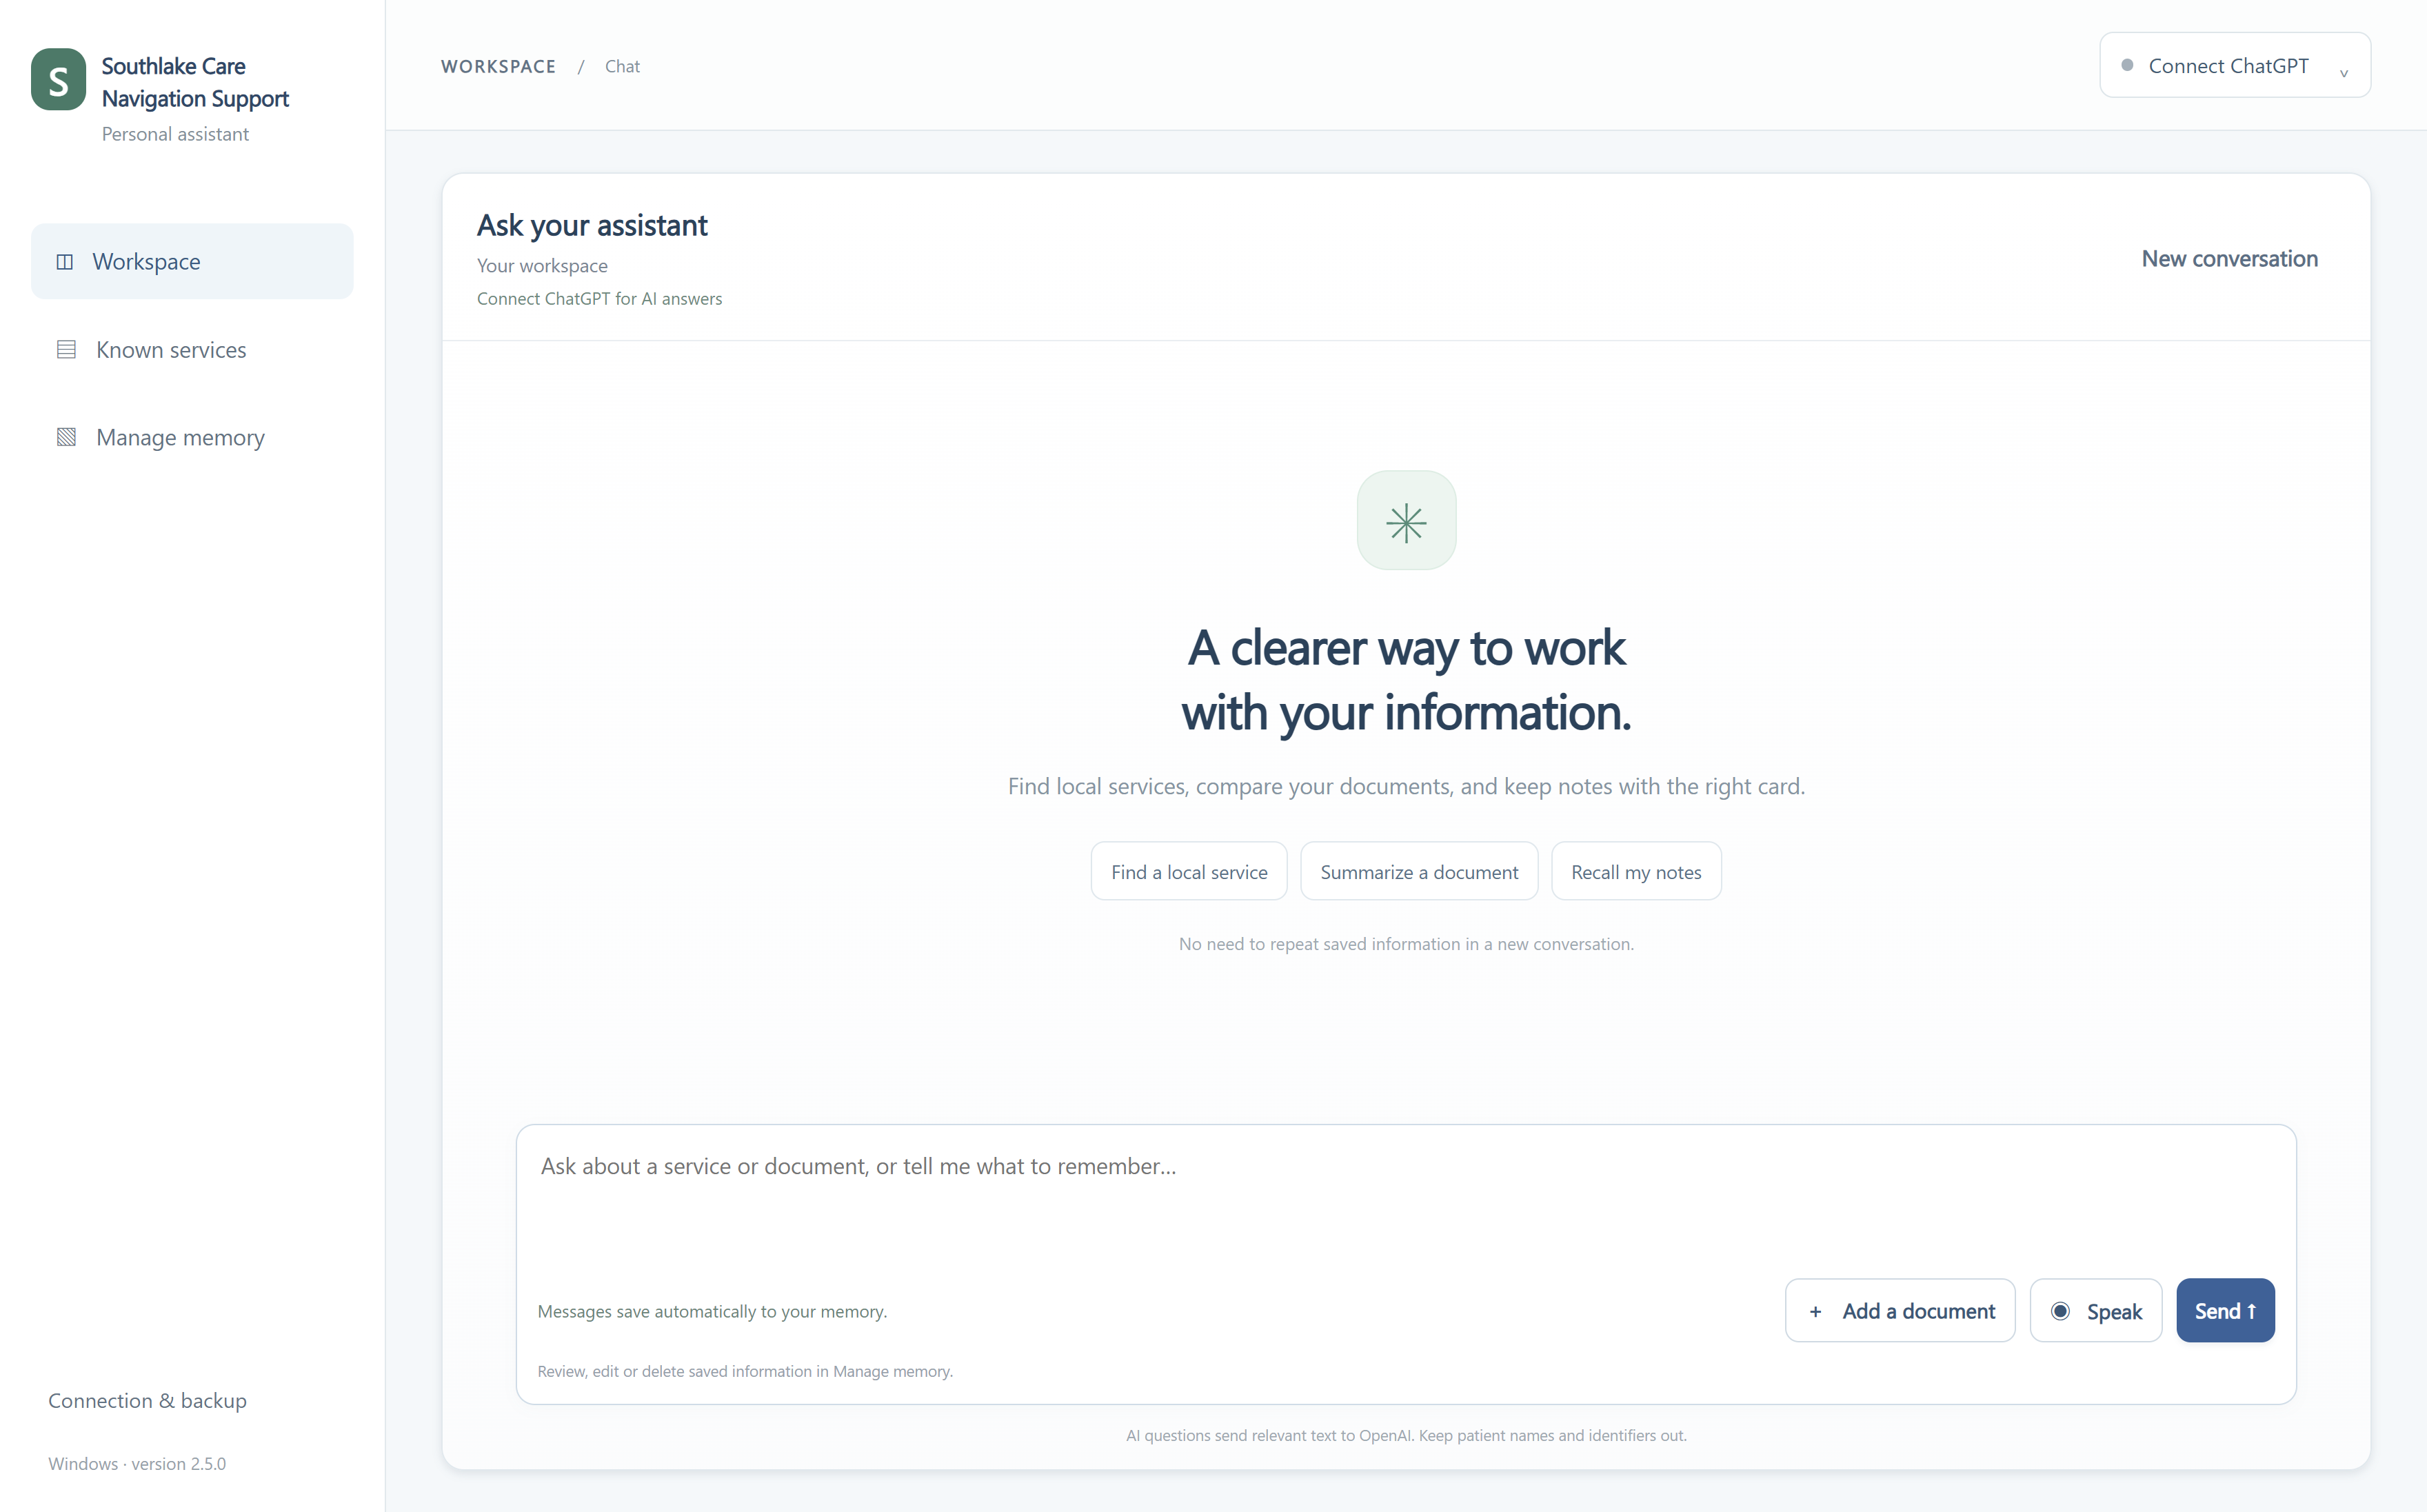 S
Southlake Care
Navigation Support
Personal assistant
Workspace
Known services
Manage memory
Connection & backup
Windows · version 2.5.0
WORKSPACE / Chat
Connect ChatGPT
Ask your assistant
Your workspace
Connect ChatGPT for AI answers
New conversation
A clearer way to work
with your information.
Find local services, compare your documents, and keep notes with the right card.
Find a local service
Summarize a document
Recall my notes
No need to repeat saved information in a new conversation.
Ask about a service or document, or tell me what to remember...
Messages save automatically to your memory.
+ Add a document
Speak
Send ↑
Review, edit or delete saved information in Manage memory.
AI questions send relevant text to OpenAI. Keep patient names and identifiers out.